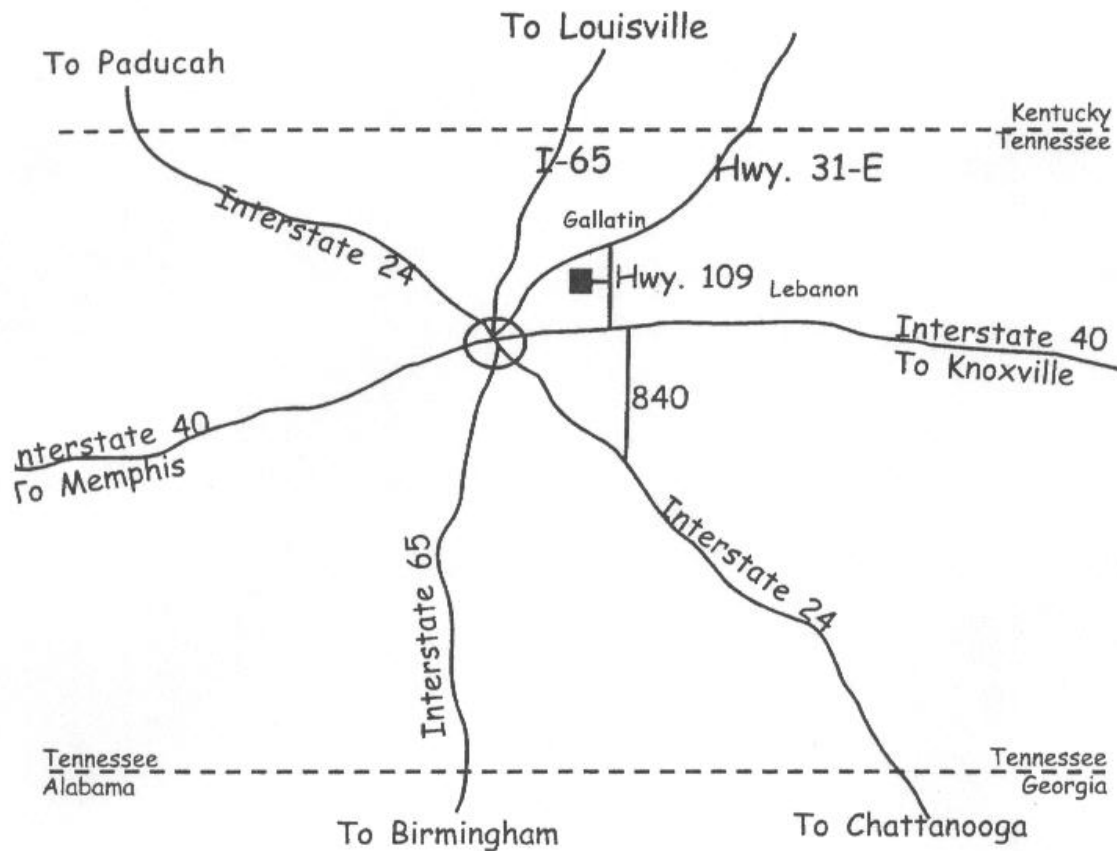 To Louisville
To Paducah
Kentucky
Tennessee
I-65
Hwy. 31-E
Interstate 24
Gallatin
Hwy. 109
Lebanon
Interstate 40
To Knoxville
840
nterstate 40
To Memphis
Interstate 65
Interstate 24
Tennessee
Alabama
Tennessee
Georgia
To Birmingham
To Chattanooga